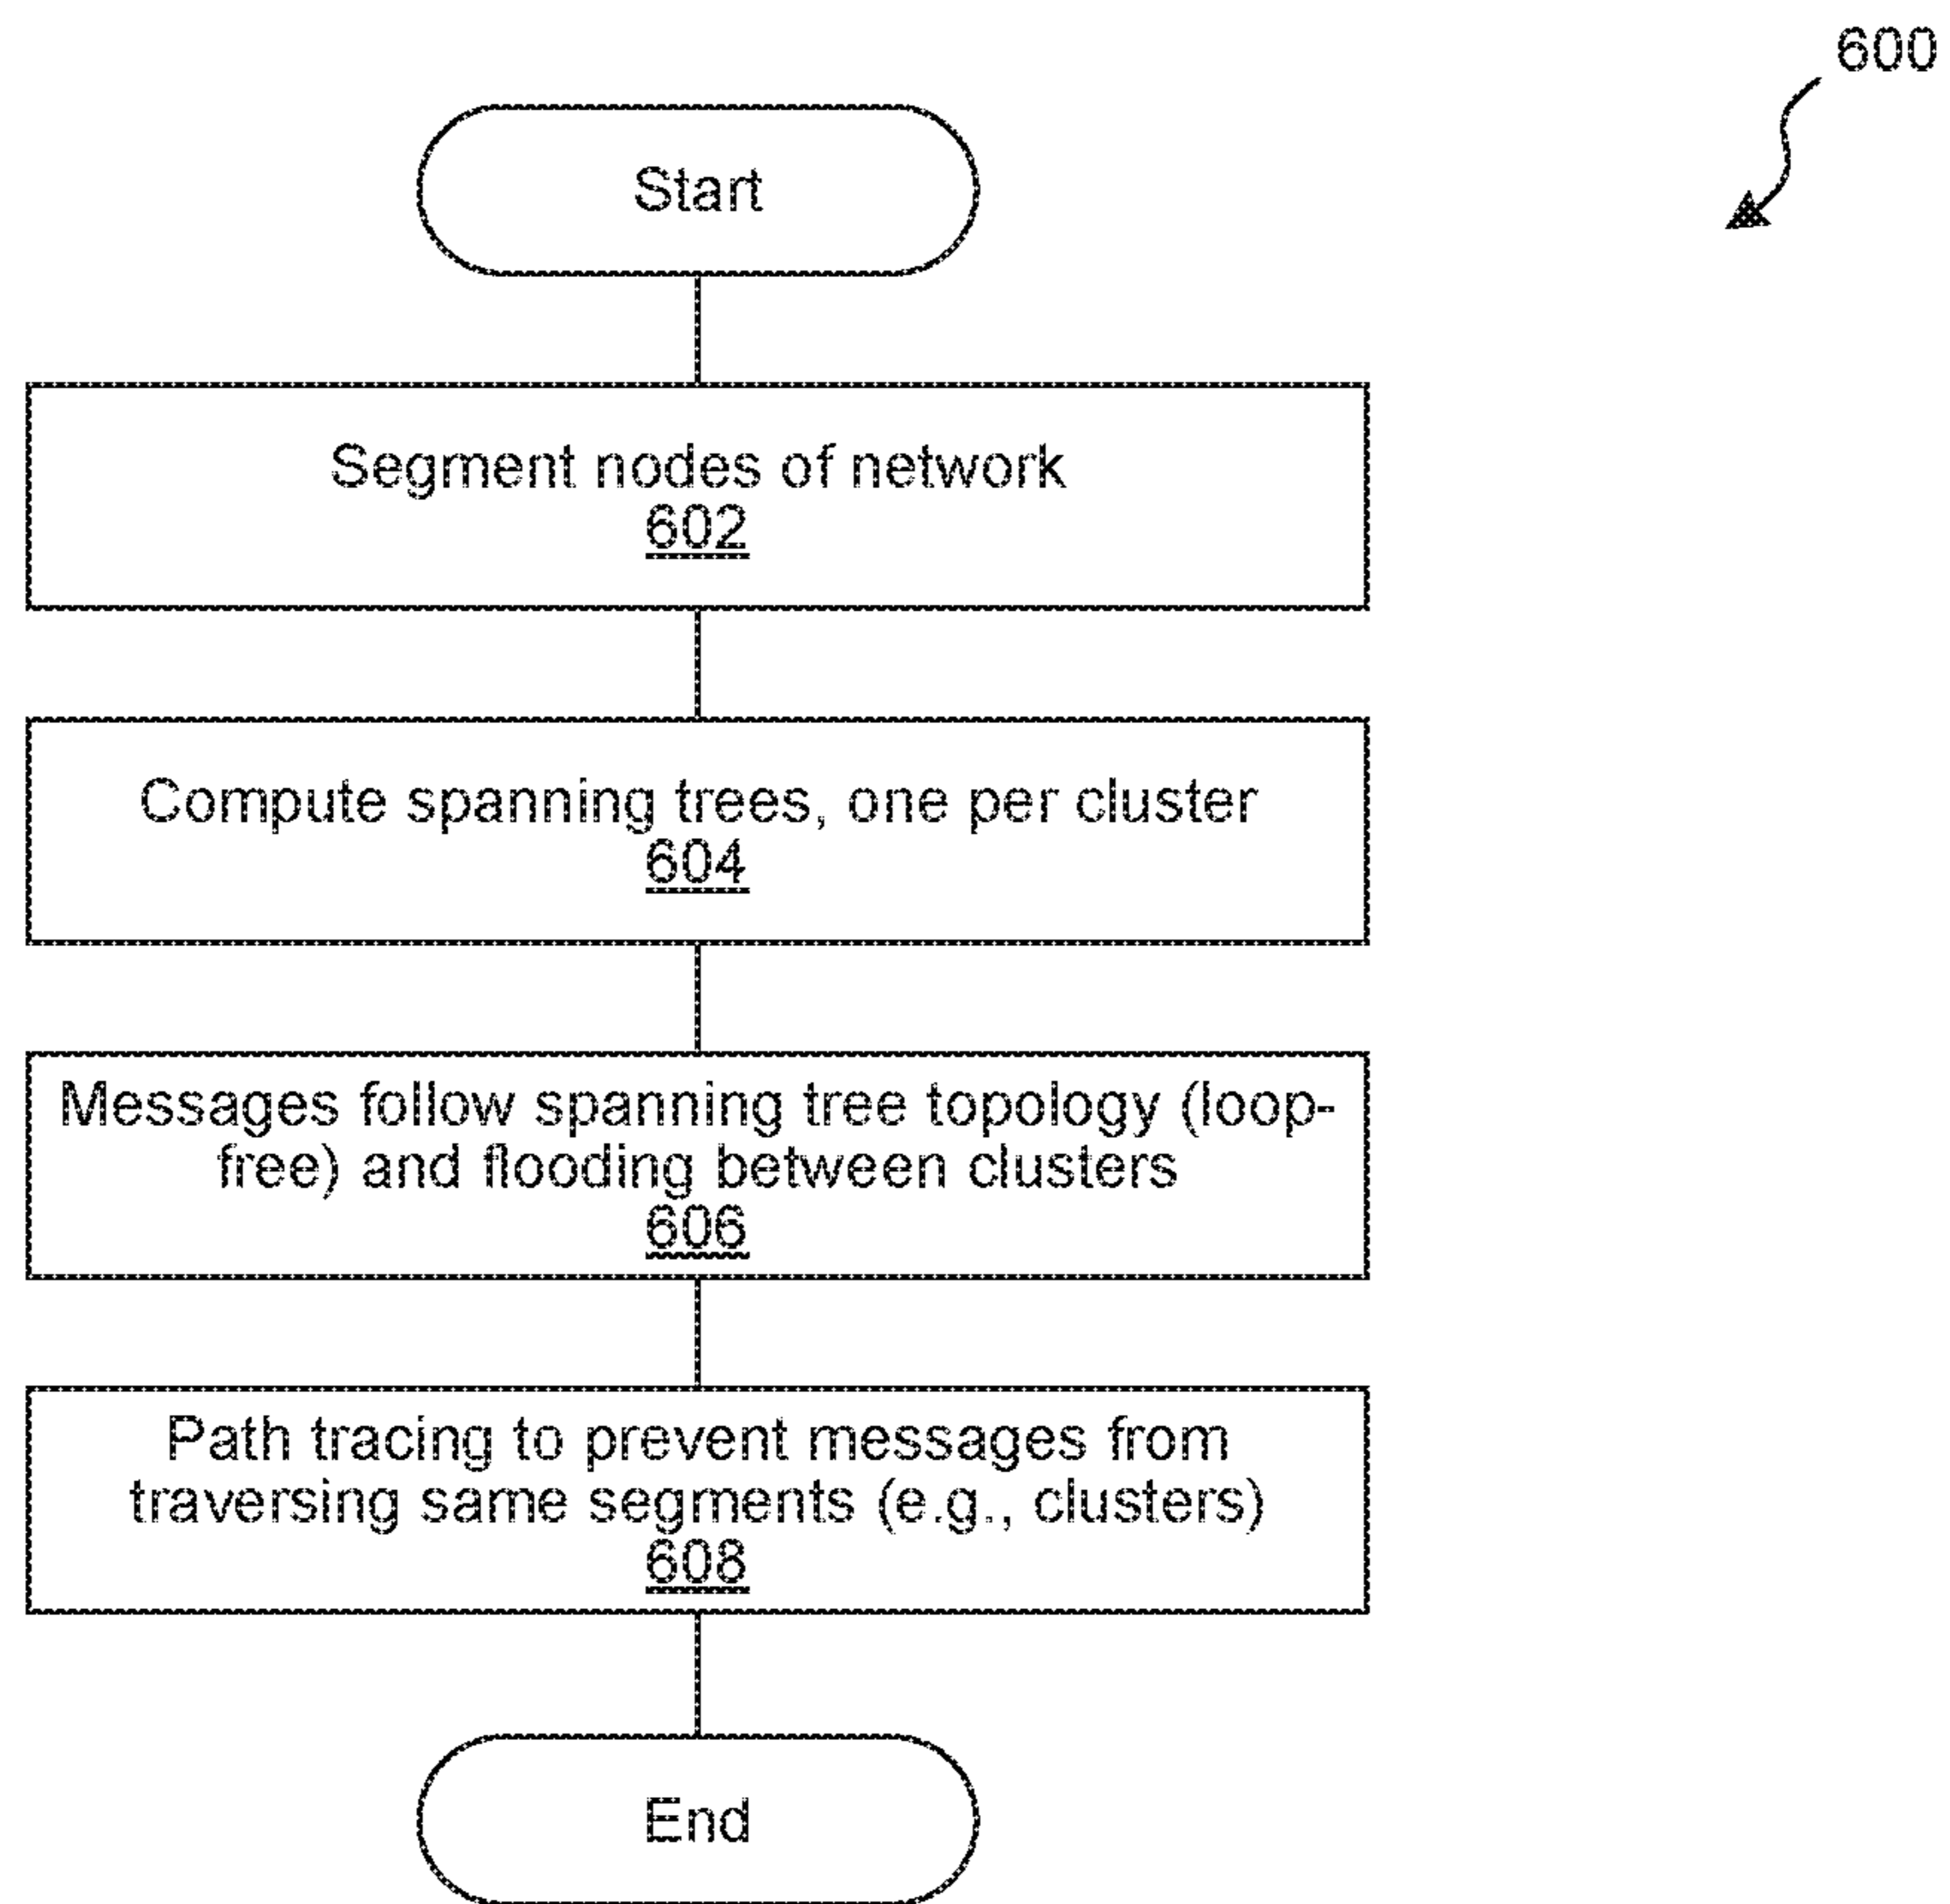 600
Start
Segment nodes of network
602
Compute spanning trees, one per cluster
604
Messages follow spanning tree topology (loop-
free) and flooding between clusters
606
Path tracing to prevent messages from
traversing same segments (e.g., clusters)
608
End